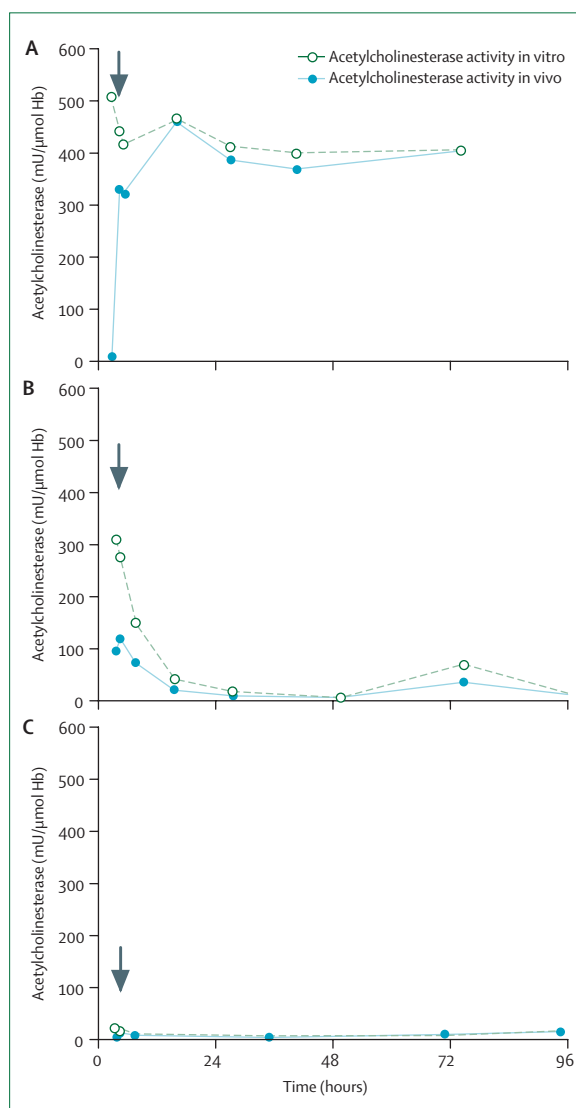 A
600
500
400
300
200
100
0
Acetylcholinesterase (mU/μmol Hb)
Acetylcholinesterase activity in vitro
Acetylcholinesterase activity in vivo
B
600
500
400
300
200
100
0
Acetylcholinesterase (mU/μmol Hb)
C
600
500
400
300
200
100
0
Acetylcholinesterase (mU/μmol Hb)
0 24 48 72 96
Time (hours)